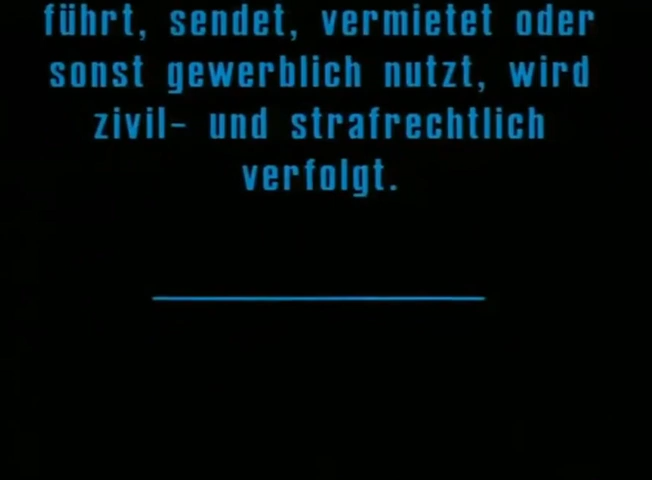 führt, sendet, vermietet oder
sonst gewerblich nutzt, wird
zivil- und strafrechtlich
verfolgt.